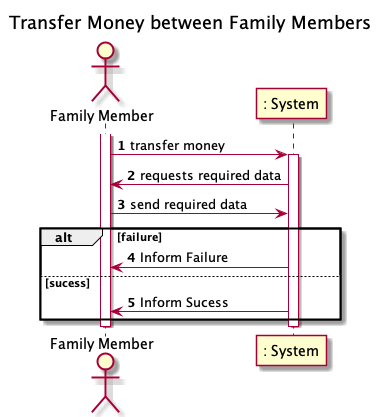 Transfer Money between Family Members
Family Member
: System
1 transfer money
2 requests required data
3 send required data
alt [failure]
4 Inform Failure
[sucess]
5 Inform Sucess
Family Member
: System